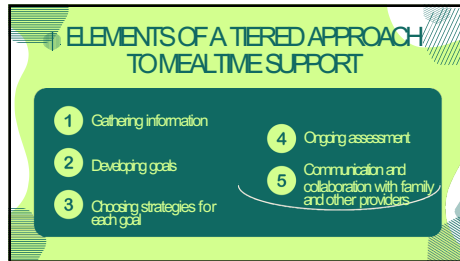 ELEMENTS OF A TIERED APPROACH
TO MEALTIME SUPPORT
1 Gathering information
2 Developing goals
3 Choosing strategies for
each goal
4 Ongoing assessment
5 Communication and
collaboration with family
and other providers